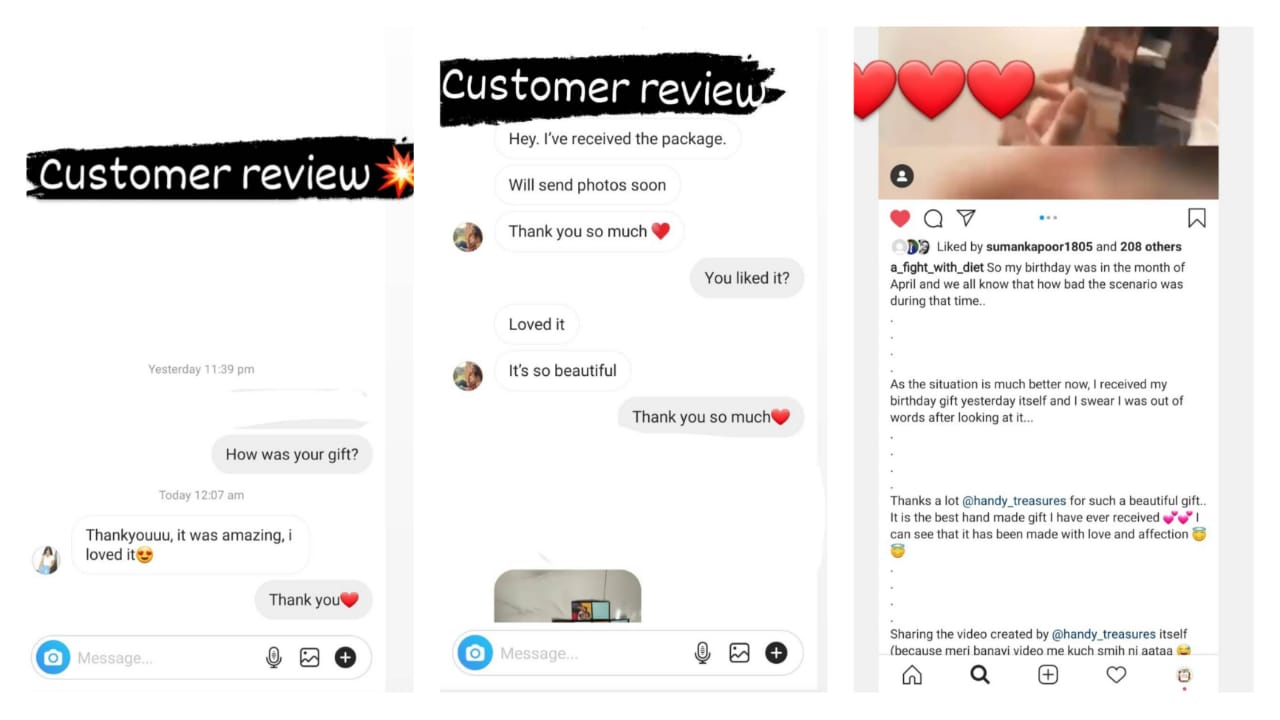 Customer review💥
Yesterday 11:39 pm
How was your gift?
Today 12:07 am
Thankyouuu, it was amazing, i
loved it😍
Thank you❤️
Message...
Customer review
Hey. I've received the package.
Will send photos soon
Thank you so much ❤️
You liked it?
Loved it
It's so beautiful
Thank you so much❤️
Message...
Liked by sumankapoor1805 and 208 others
a_fight_with_diet So my birthday was in the month of
April and we all know that how bad the scenario was
during that time..
.
.
.
.
As the situation is much better now, I received my
birthday gift yesterday itself and I swear I was out of
words after looking at it...
.
.
.
.
Thanks a lot @handy_treasures for such a beautiful gift..
It is the best hand made gift I have ever received 💕💕 I
can see that it has been made with love and affection 😇
😇
.
.
.
.
Sharing the video created by @handy_treasures itself
(because meri banayi video me kuch smjh ni aataa 😅